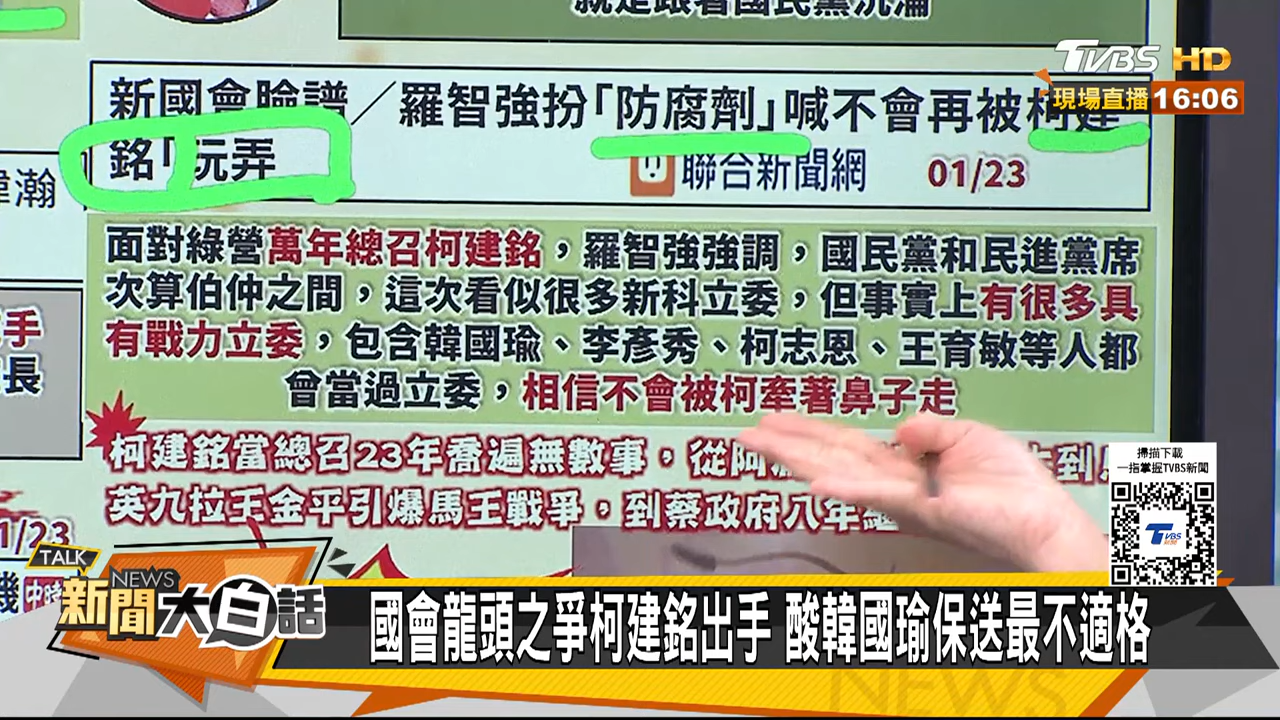 就是跟著國民黨沉淪
TVBS HD
現場直播 16:06
新國會臉譜／羅智強扮「防腐劑」喊不會再被柯建
銘「玩弄
聯合新聞網 01/23
瀚
面對綠營萬年總召柯建銘，羅智強強調，國民黨和民進黨席
次算伯仲之間，這次看似很多新科立委，但事實上有很多具
有戰力立委，包含韓國瑜、李彥秀、柯志恩、王育敏等人都
曾當過立委，相信不會被柯牽著鼻子走
手
長
柯建銘當總召23年喬遍無數事，從阿
到
英九拉王金平引爆馬王戰爭，到蔡政府八年
1/23
機 中時
掃描下載
一指掌握TVBS新聞
TVBS
TALK
NEWS
新聞大白話
國會龍頭之爭柯建銘出手 酸韓國瑜保送最不適格
NEWS